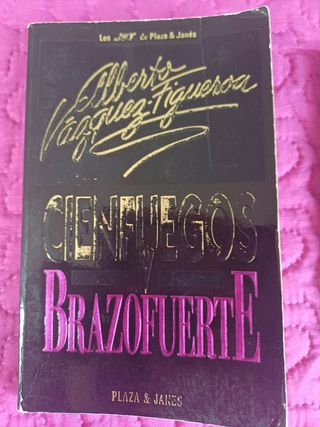 Los JET de Plaza & Janés
Alberto
Vázquez-Figueroa
CIENFUEGOS
V
BRAZOFUERTE
PLAZA & JANES